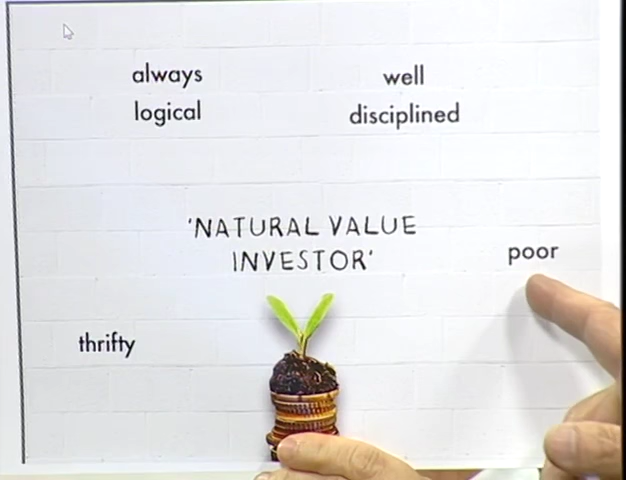 always
logical
well
disciplined
'NATURAL VALUE
INVESTOR'
poor
thrifty